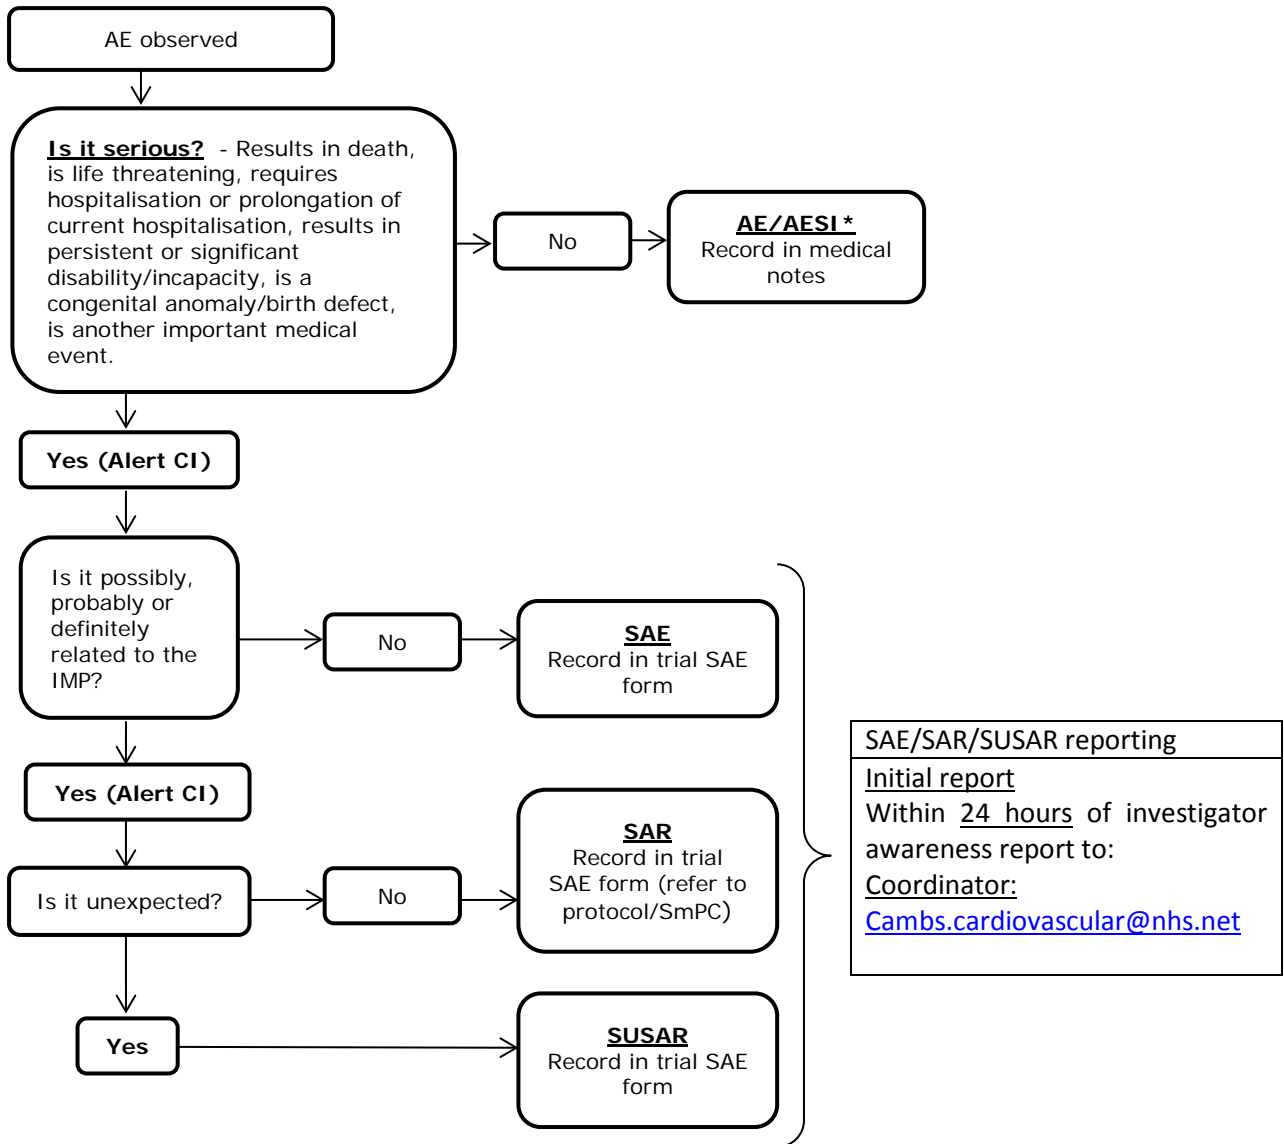 AE observed
Is it serious? - Results in death,
is life threatening, requires
hospitalisation or prolongation of
current hospitalisation, results in
persistent or significant
disability/incapacity, is a
congenital anomaly/birth defect,
is another important medical
event.
No
AE/AESI*
Record in medical
notes
Yes (Alert CI)
Is it possibly,
probably or
definitely
related to the
IMP?
No
SAE
Record in trial SAE
form
Yes (Alert CI)
Is it unexpected?
No
SAR
Record in trial
SAE form (refer to
protocol/SmPC)
Yes
SUSAR
Record in trial SAE
form
SAE/SAR/SUSAR reporting
Initial report
Within 24 hours of investigator
awareness report to:
Coordinator:
Cambs.cardiovascular@nhs.net